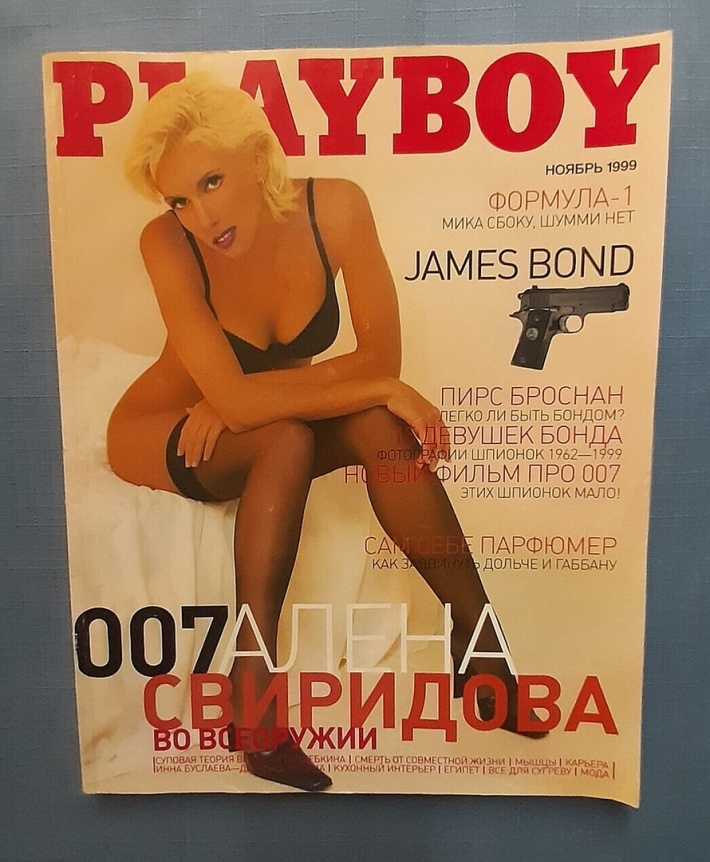 PLAYBOY
НОЯБРЬ 1999
ФОРМУЛА-1
МИКА СБОКУ, ШУММИ НЕТ
JAMES BOND
ПИРС БРОСНАН
ЛЕГКО ЛИ БЫТЬ БОНДОМ?
ДЕВУШЕК БОНДА
ФОТОГРАФИИ ШПИОНОК 1962—1999
НОВЫЙ ФИЛЬМ ПРО 007
ЭТИХ ШПИОНОК МАЛО!
САМ СЕБЕ ПАРФЮМЕР
КАК ЗАДВИНУТЬ ДОЛЬЧЕ И ГАББАНУ
007 АЛЕНА
СВИРИДОВА
ВО ВСЕОРУЖИИ
СУПОВАЯ ТЕОРИЯ | СМЕРТЬ ОТ СОВМЕСТНОЙ ЖИЗНИ | МЫШЦЫ | КАРЬЕРА
ИННА БУСЛАЕВА— | КУХОННЫЙ ИНТЕРЬЕР | ЕГИПЕТ | ВСЕ ДЛЯ СУГРЕВУ | МОДА |